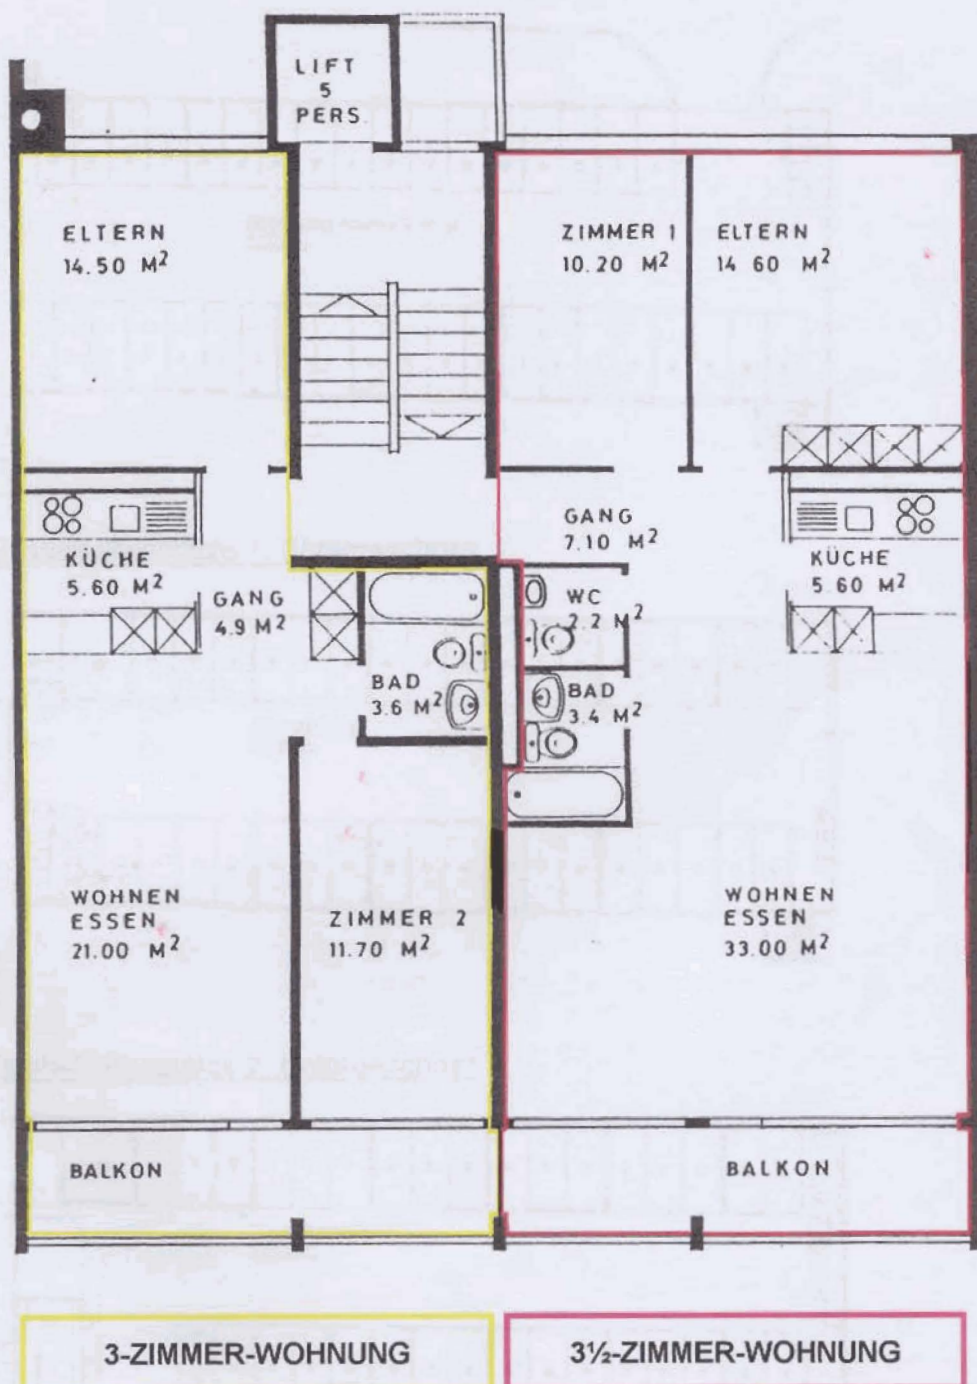 LIFT
5
PERS.
ELTERN
14.50 M²
ZIMMER 1
10.20 M²
ELTERN
14 60 M²
KÜCHE
5.60 M²
GANG
4.9 M²
BAD
3.6 M²
GANG
7.10 M²
WC
2.2 M²
BAD
3.4 M²
KÜCHE
5.60 M²
WOHNEN
ESSEN
21.00 M²
ZIMMER 2
11.70 M²
WOHNEN
ESSEN
33.00 M²
BALKON
BALKON
3-ZIMMER-WOHNUNG
3½-ZIMMER-WOHNUNG